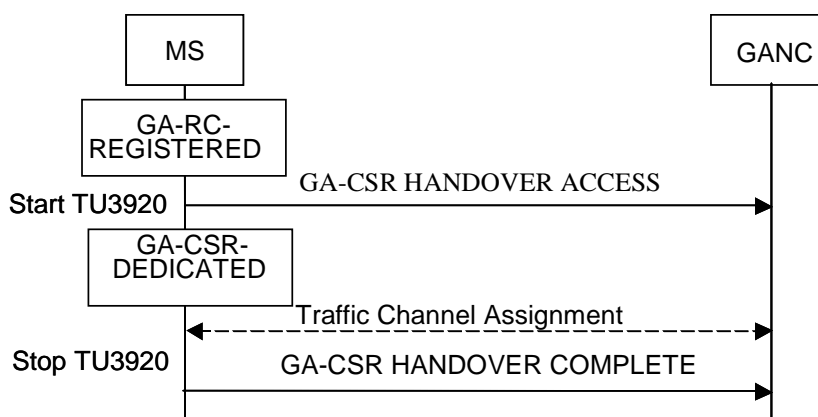 MS
GANC
GA-RC-
REGISTERED
GA-CSR HANDOVER ACCESS
Start TU3920
GA-CSR-
DEDICATED
Traffic Channel Assignment
Stop TU3920
GA-CSR HANDOVER COMPLETE